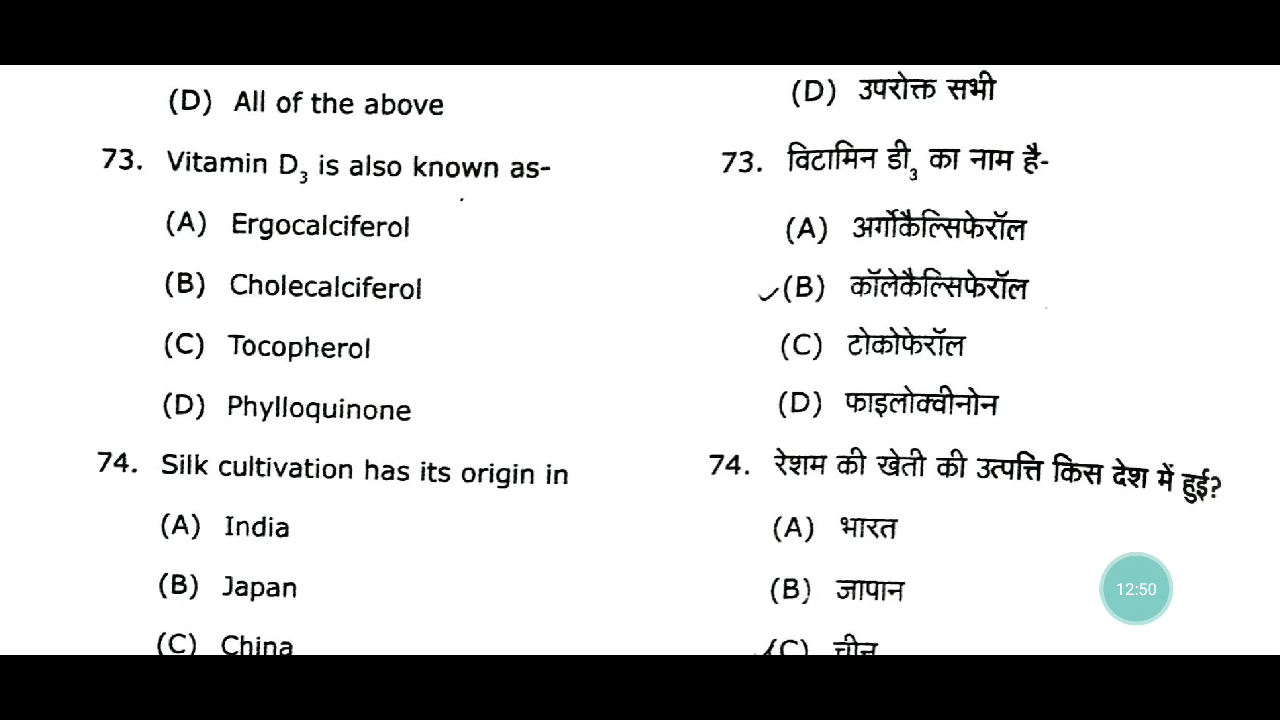 (D) All of the above
73. Vitamin D₃ is also known as-
(A) Ergocalciferol
(B) Cholecalciferol
(C) Tocopherol
(D) Phylloquinone
74. Silk cultivation has its origin in
(A) India
(B) Japan
(C) China
(D) उपरोक्त सभी
73. विटामिन डी₃ का नाम है-
(A) अर्गोकैल्सिफेरॉल
(B) कॉलेकैल्सिफेरॉल
(C) टोकोफेरॉल
(D) फाइलोक्वीनोन
74. रेशम की खेती की उत्पत्ति किस देश में हुई?
(A) भारत
(B) जापान
(C) चीन
12:50